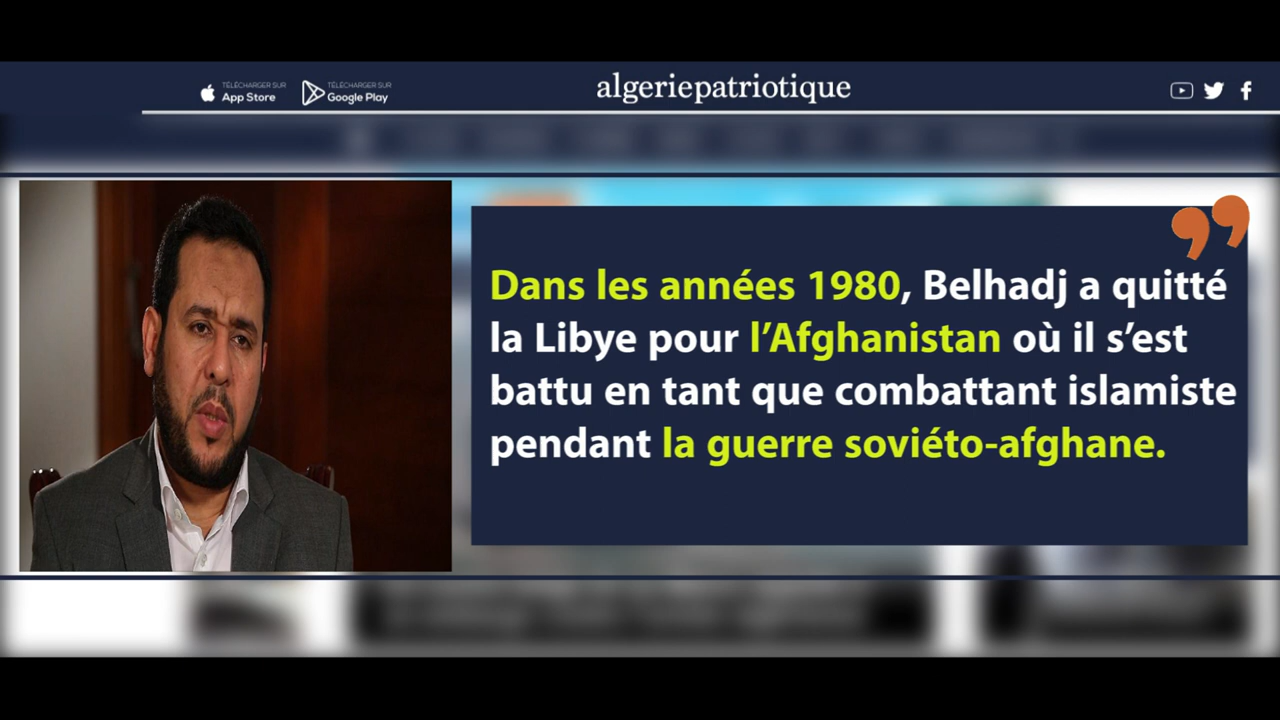 TÉLÉCHARGER SUR
App Store
TÉLÉCHARGER SUR
Google Play
algeriepatriotique
Dans les années 1980, Belhadj a quitté
la Libye pour l’Afghanistan où il s’est
battu en tant que combattant islamiste
pendant la guerre soviéto-afghane.